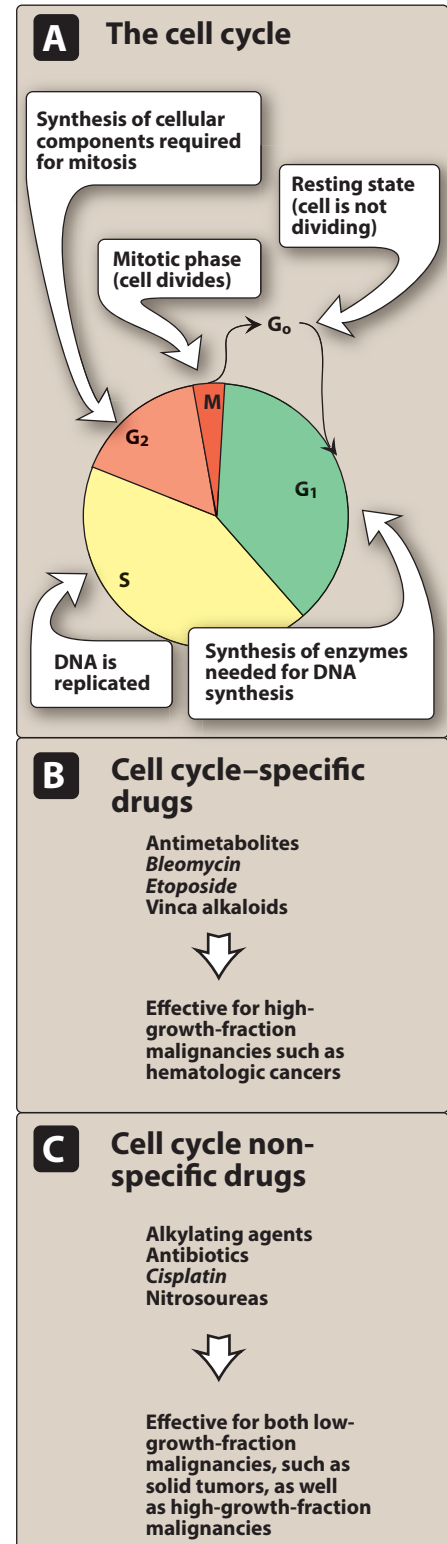 A The cell cycle
Synthesis of cellular
components required
for mitosis
Resting state
(cell is not
dividing)
Mitotic phase
(cell divides)
Go
M
G2
G1
S
DNA is
replicated
Synthesis of enzymes
needed for DNA
synthesis
B Cell cycle–specific
drugs
Antimetabolites
Bleomycin
Etoposide
Vinca alkaloids
Effective for high-
growth-fraction
malignancies such as
hematologic cancers
C Cell cycle non-
specific drugs
Alkylating agents
Antibiotics
Cisplatin
Nitrosoureas
Effective for both low-
growth-fraction
malignancies, such as
solid tumors, as well
as high-growth-fraction
malignancies